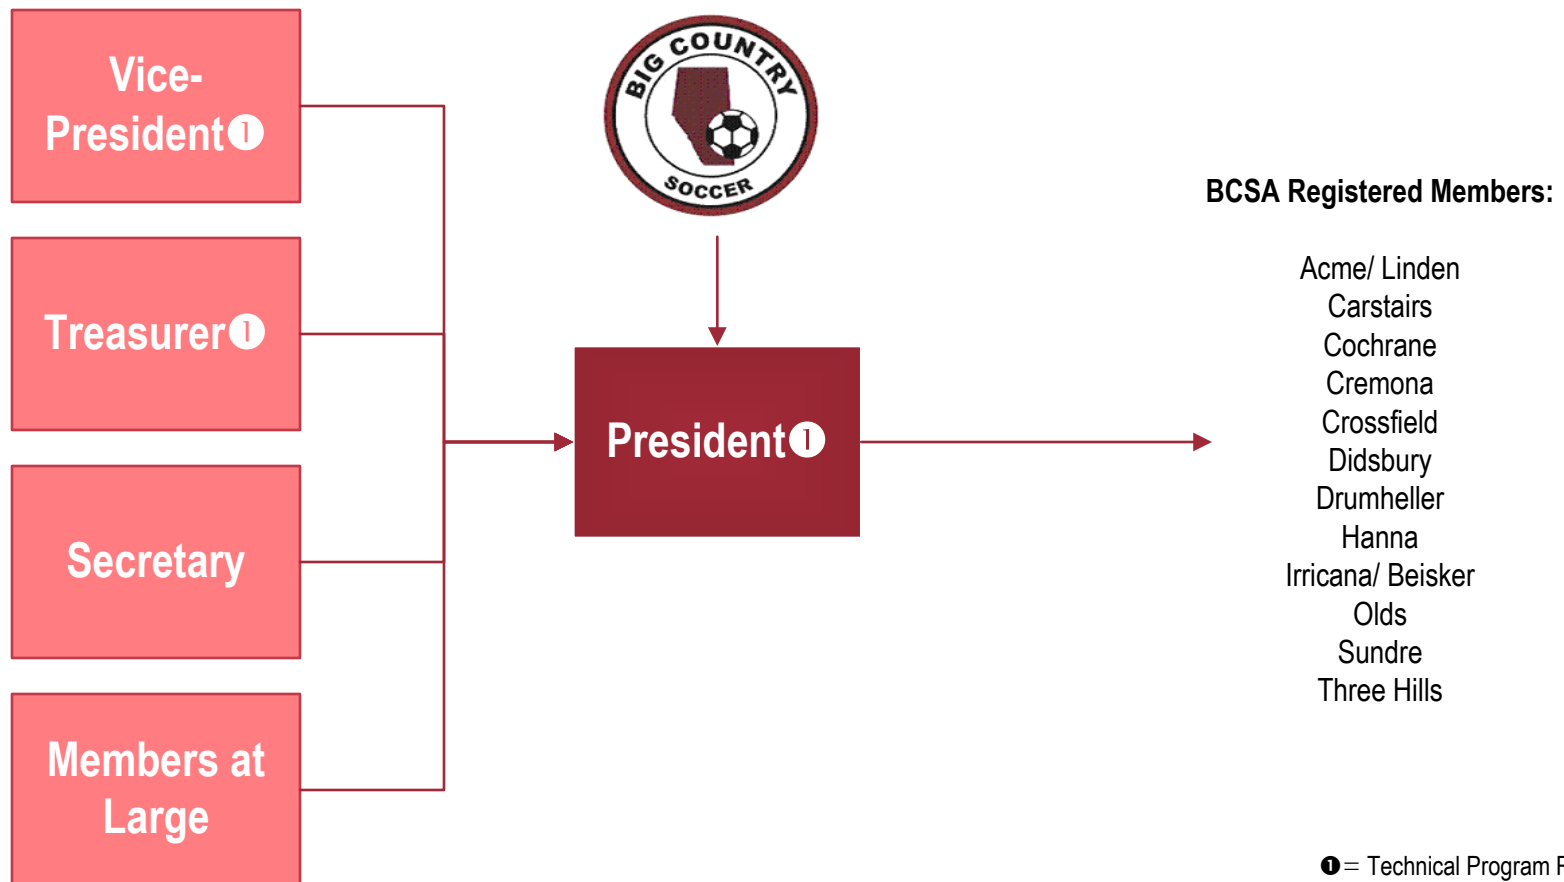 Vice-
President❶
Treasurer❶
Secretary
Members at
Large
BIG COUNTRY
SOCCER
President❶
BCSA Registered Members:
Acme/ Linden
Carstairs
Cochrane
Cremona
Crossfield
Didsbury
Drumheller
Hanna
Irricana/ Beisker
Olds
Sundre
Three Hills
❶= Technical Program